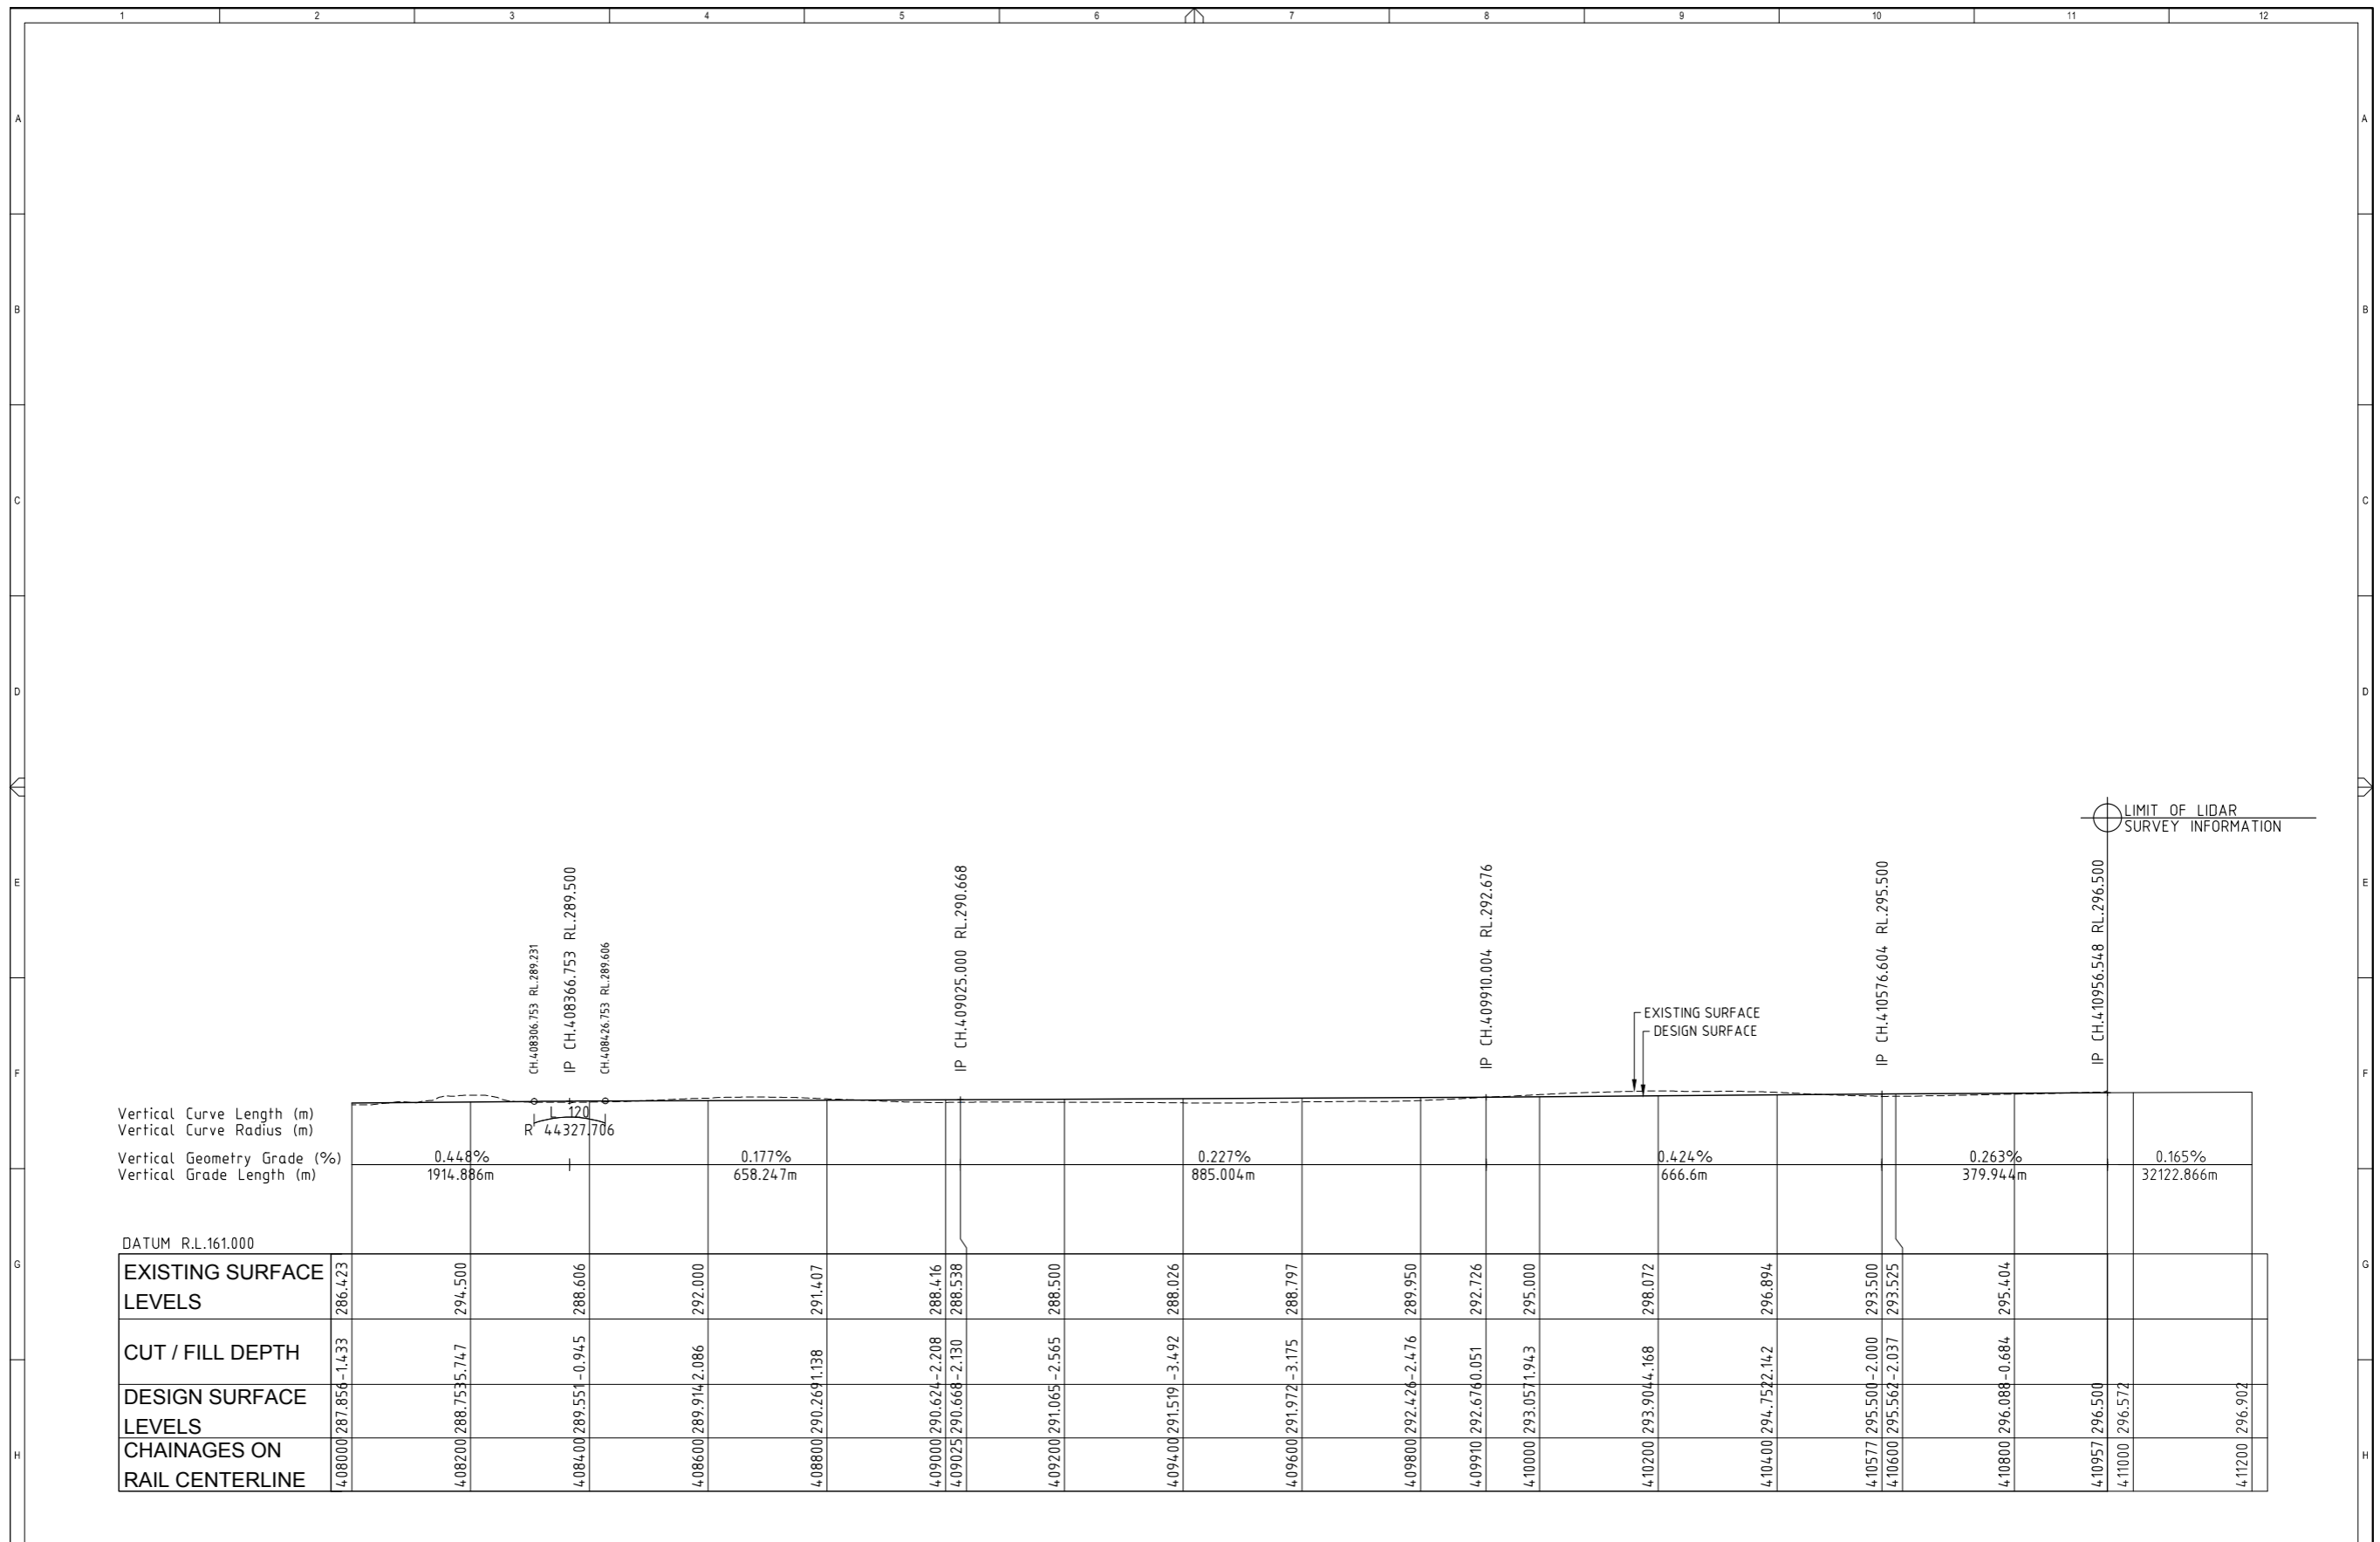 1 2 3 4 5 6 7 8 9 10 11 12
A A
B B
C C
D D
LIMIT OF LIDAR
SURVEY INFORMATION
E E
CH.408306.753 RL.289.231
IP CH.408366.753 RL.289.500
CH.408426.753 RL.289.606
IP CH.409025.000 RL.290.668
IP CH.409910.004 RL.292.676
IP CH.410576.604 RL.295.500
IP CH.410956.548 RL.296.500
EXISTING SURFACE
DESIGN SURFACE
F F
Vertical Curve Length (m) L 120
Vertical Curve Radius (m) R 44327.706
Vertical Geometry Grade (%) 0.448% 0.177% 0.227% 0.424% 0.263% 0.165%
Vertical Grade Length (m) 1914.886m 658.247m 885.004m 666.6m 379.944m 32122.866m
DATUM R.L.161.000
G G
EXISTING SURFACE
LEVELS
286.423 294.500 288.606 292.000 291.407 288.416 288.538 288.500 288.026 288.797 289.950 292.726 295.000 298.072 296.894 293.500 293.525 295.404
CUT / FILL DEPTH
-1.433 5.747 -0.945 2.086 1.138 -2.208 -2.130 -2.565 -3.492 -3.175 -2.476 0.051 1.943 4.168 2.142 -2.000 -2.037 -0.684
DESIGN SURFACE
LEVELS
287.856 288.753 289.551 289.914 290.269 290.624 290.668 291.065 291.519 291.972 292.426 292.676 293.057 293.904 294.752 295.500 295.562 296.088 296.500 296.572 296.902
H H
CHAINAGES ON
RAIL CENTERLINE
408000 408200 408400 408600 408800 409000 409025 409200 409400 409600 409800 409910 410000 410200 410400 410577 410600 410800 410957 411000 411200